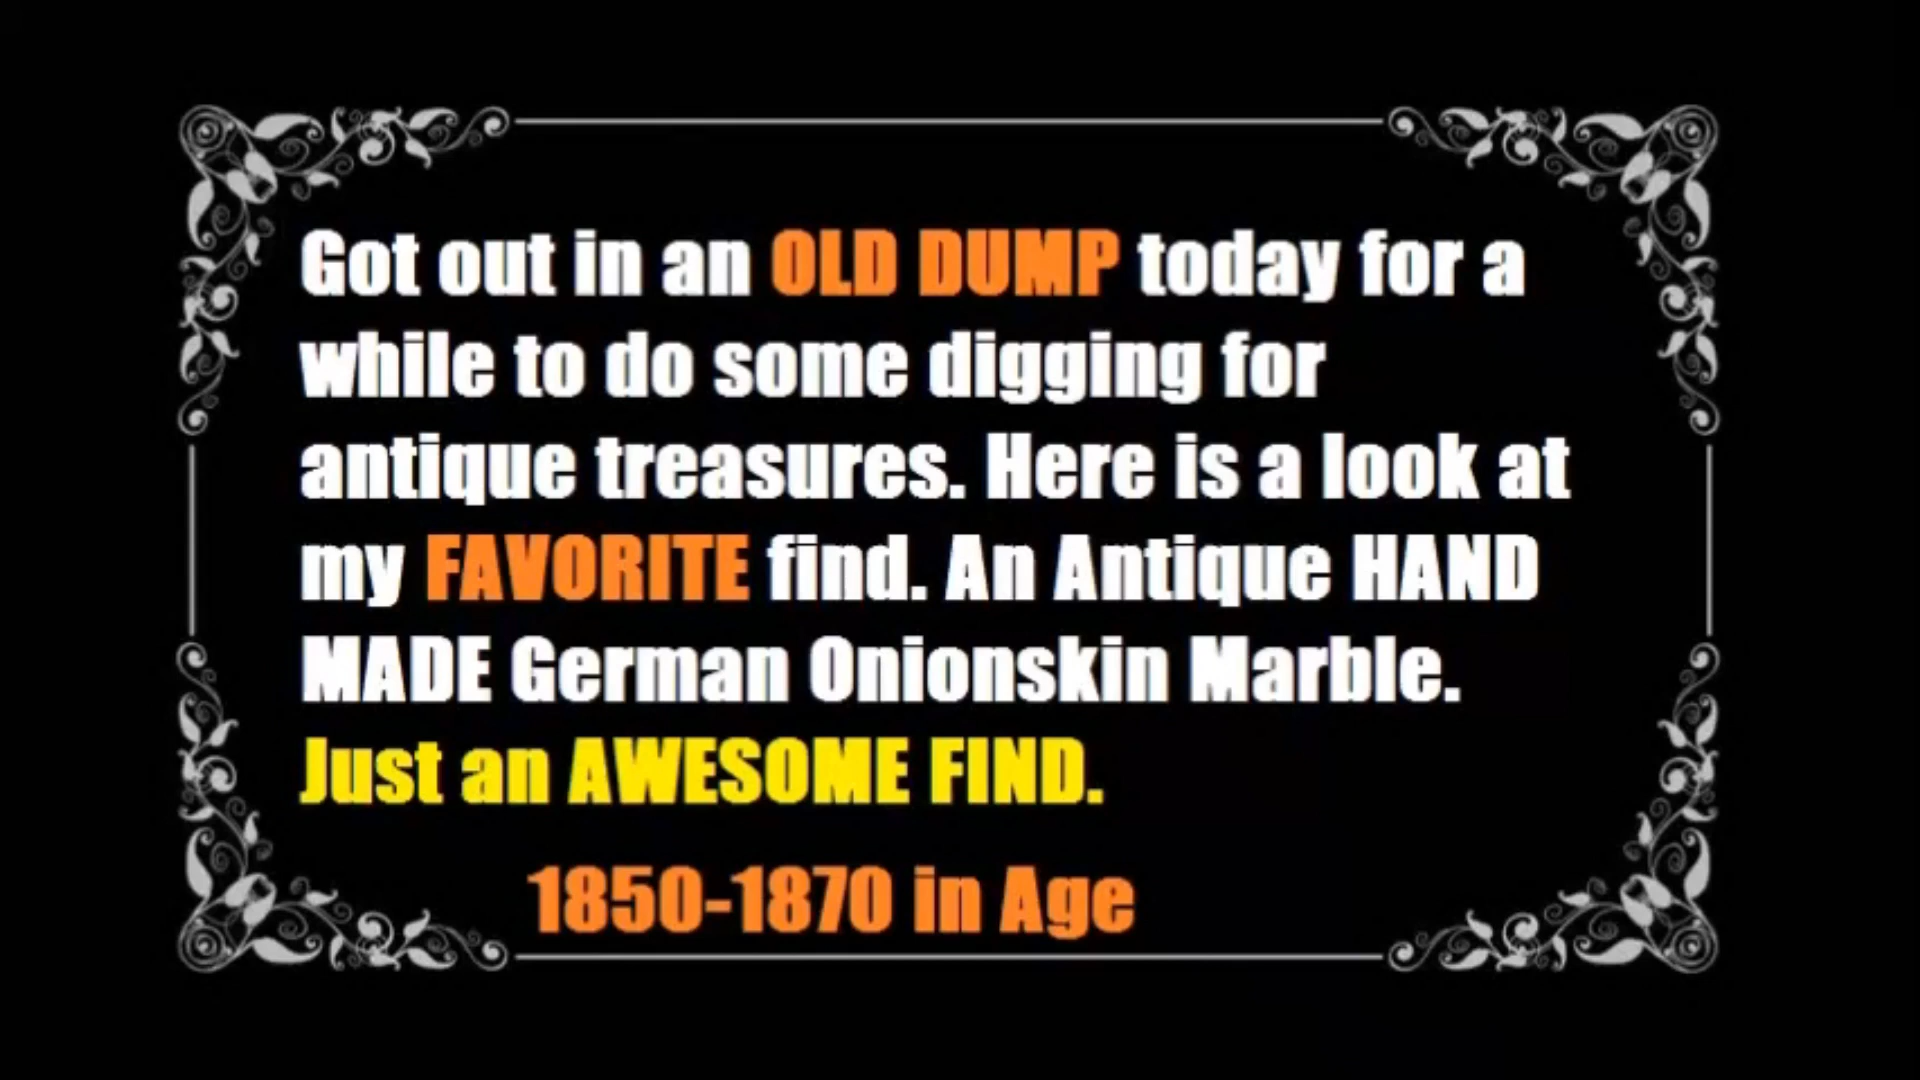 Got out in an OLD DUMP today for a
while to do some digging for
antique treasures. Here is a look at
my FAVORITE find. An Antique HAND
MADE German Onionskin Marble.
Just an AWESOME FIND.
1850-1870 in Age